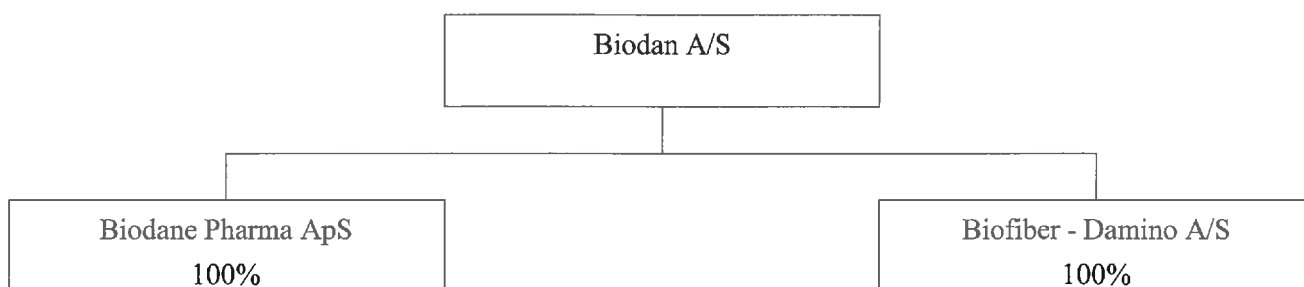 Biodan A/S
Biodane Pharma ApS
100%
Biofiber - Damino A/S
100%